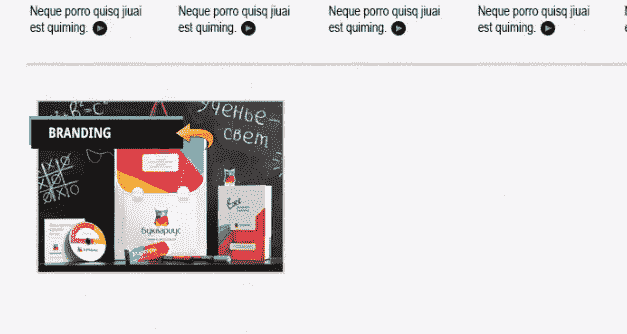 Neque porro quisq jiuai
est quiming.
Neque porro quisq jiuai
est quiming.
Neque porro quisq jiuai
est quiming.
Neque porro quisq jiuai
est quiming.
BRANDING
УЧЕНЬЕ-
СВЕТ
буквариус